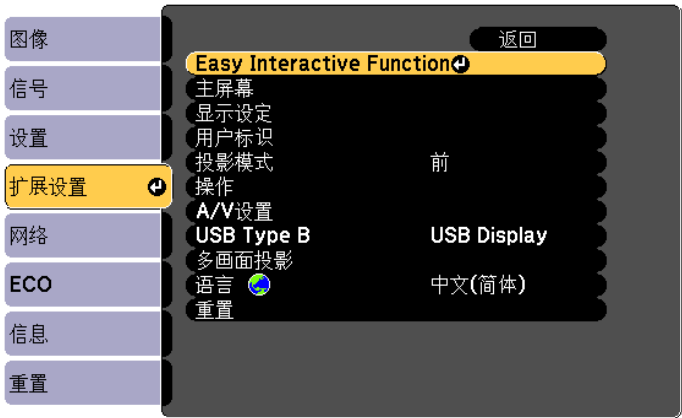 图像
信号
设置
扩展设置
网络
ECO
信息
重置
返回
Easy Interactive Function
主屏幕
显示设定
用户标识
投影模式 前
操作
A/V设置
USB Type B USB Display
多画面投影
语言 中文(简体)
重置